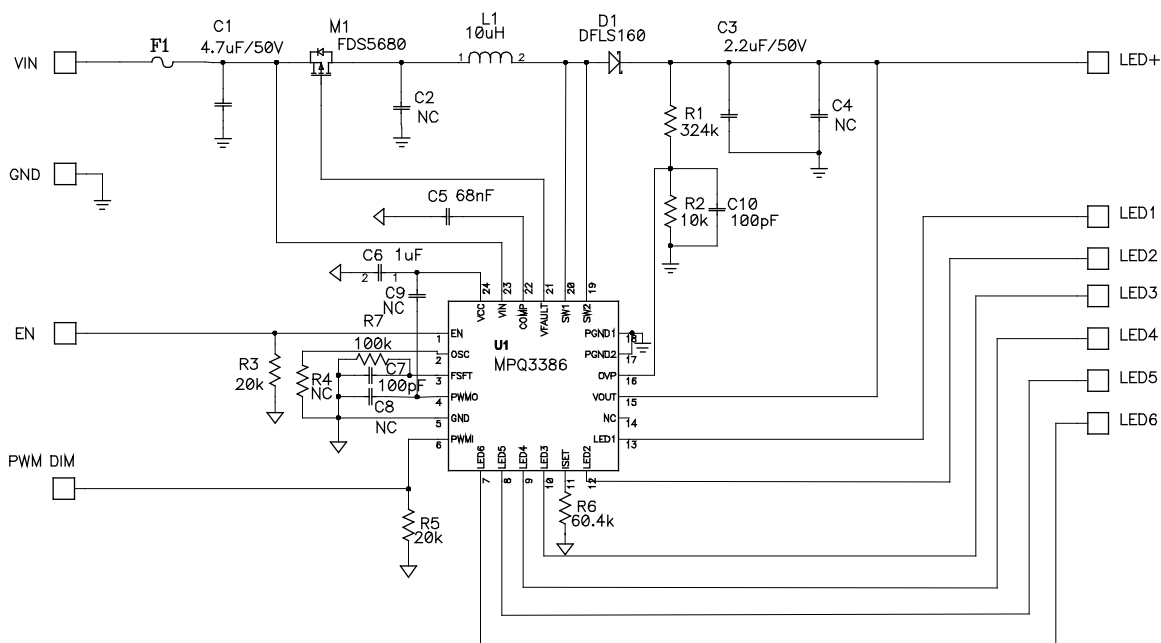 C1
4.7uF/50V
M1
FDS5680
L1
10uH
D1
DFLS160
C3
2.2uF/50V
VIN
F1
1
2
LED+
C2
NC
R1
324k
C4
NC
GND
C5 68nF
R2
10k
C10
100pF
LED1
C6 1uF
2 1
C9
NC
24
23
22
21
20
19
VCC
VIN
COMP
VFAULT
SW1
SW2
LED2
LED3
EN
R7
100k
EN
1
OSC
2
FSFT
3
PWMO
4
GND
5
PWMI
6
U1
MPQ3386
PGND1
18
PGND2
17
OVP
16
VOUT
15
NC
14
LED1
13
LED4
R3
20k
R4
NC
C7
100pF
C8
NC
LED5
LED6
PWM DIM
LED6
LED5
LED4
LED3
ISET
LED2
7
8
9
10
11
12
R5
20k
R6
60.4k